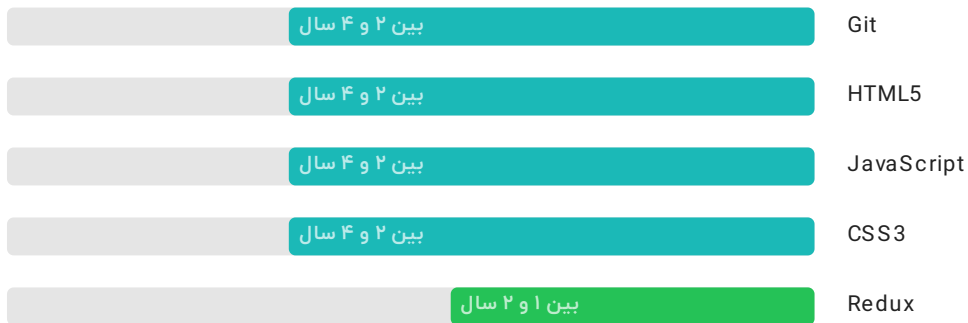 Git بین ۲ و ۴ سال
HTML5 بین ۲ و ۴ سال
JavaScript بین ۲ و ۴ سال
CSS3 بین ۲ و ۴ سال
Redux بین ۱ و ۲ سال